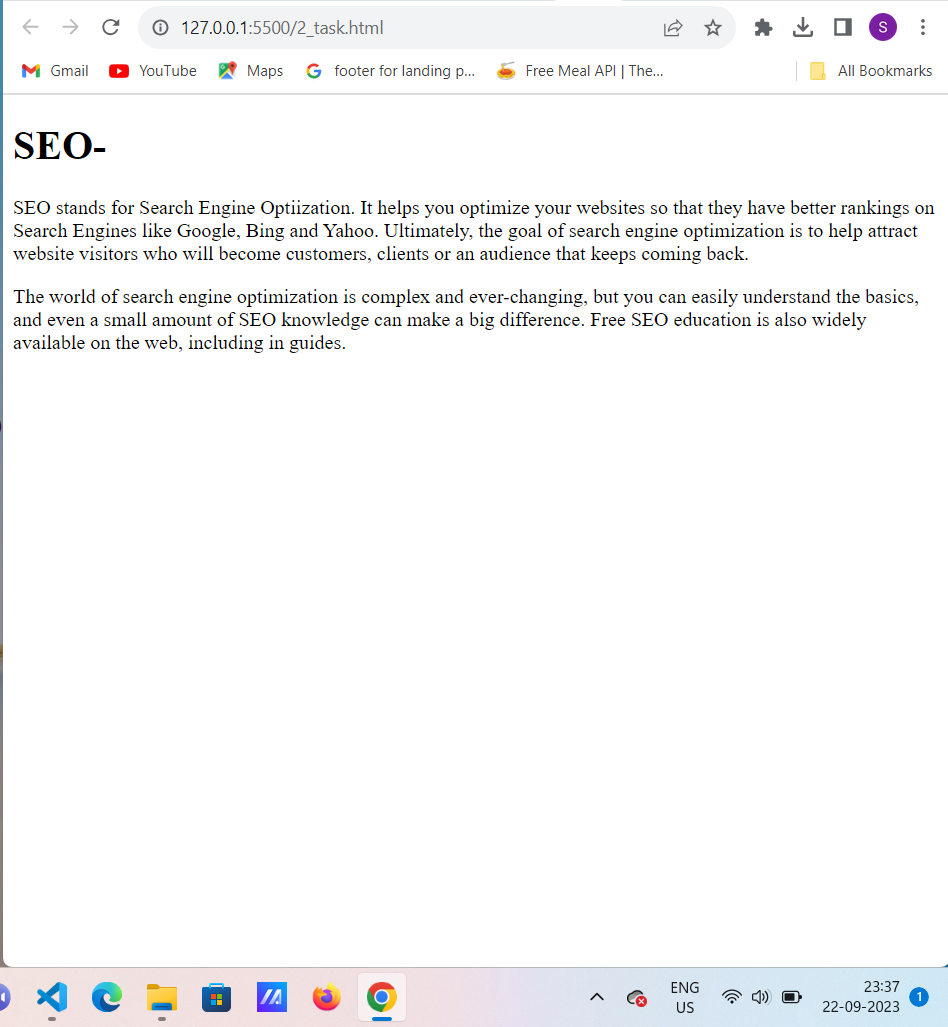 127.0.0.1:5500/2_task.html
S
Gmail
YouTube
Maps
footer for landing p...
Free Meal API | The...
All Bookmarks
SEO-
SEO stands for Search Engine Optiization. It helps you optimize your websites so that they have better rankings on
Search Engines like Google, Bing and Yahoo. Ultimately, the goal of search engine optimization is to help attract
website visitors who will become customers, clients or an audience that keeps coming back.
The world of search engine optimization is complex and ever-changing, but you can easily understand the basics,
and even a small amount of SEO knowledge can make a big difference. Free SEO education is also widely
available on the web, including in guides.
ENG
US
23:37
22-09-2023
1